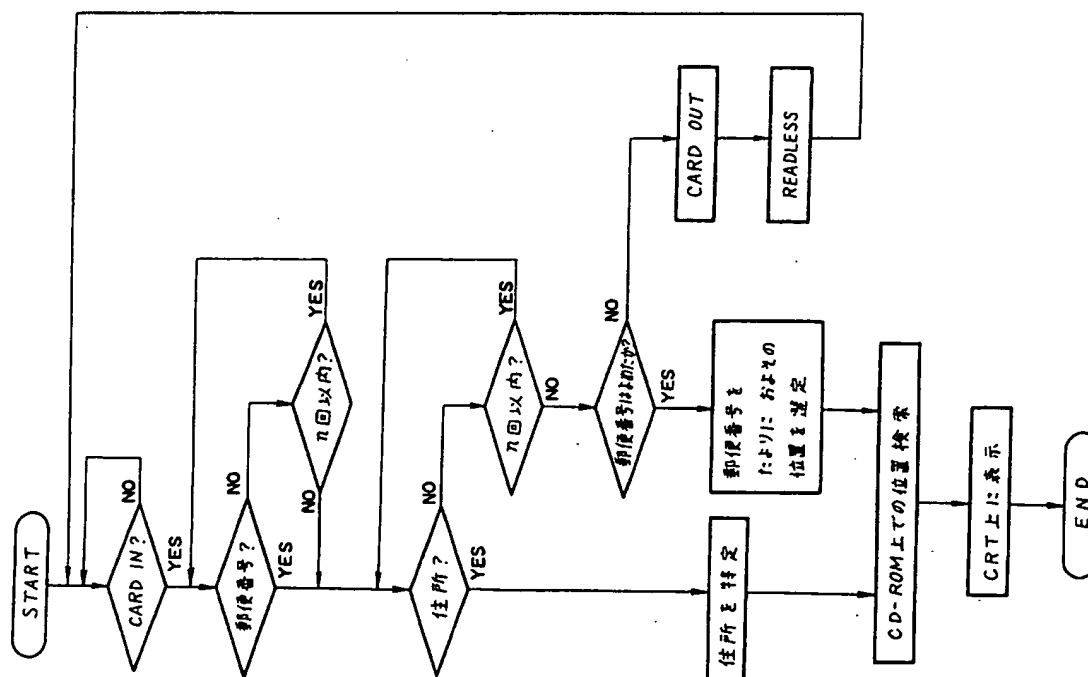 START
CARD IN?
NO
YES
郵便番号?
NO
YES
n回以内?
YES
NO
住所?
NO
YES
n回以内?
YES
NO
郵便番号はよめたか?
NO
YES
CARD OUT
READLESS
郵便番号を
たよりに およその
位置を選定
住所を特定
CD-ROM上での位置検索
CRT上に表示
END